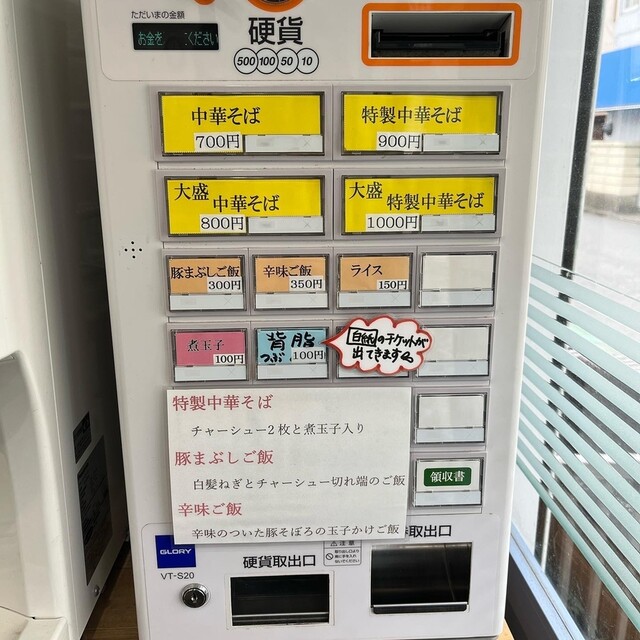 ただいまの金額
お金を ください
硬貨
500 100 50 10
中華そば
700円
特製中華そば
900円
大盛 中華そば
800円
大盛 特製中華そば
1000円
豚まぶしご飯
300円
辛味ご飯
350円
ライス
150円
煮玉子
100円
背脂
つぶ
100円
白紙のチケットが
出てきます
特製中華そば
チャーシュー2枚と煮玉子入り
豚まぶしご飯
白髪ねぎとチャーシュー切れ端のご飯
辛味ご飯
辛味のついた豚そぼろの玉子かけご飯
領収書
GLORY
VT-S20
硬貨取出口
取出口
注意